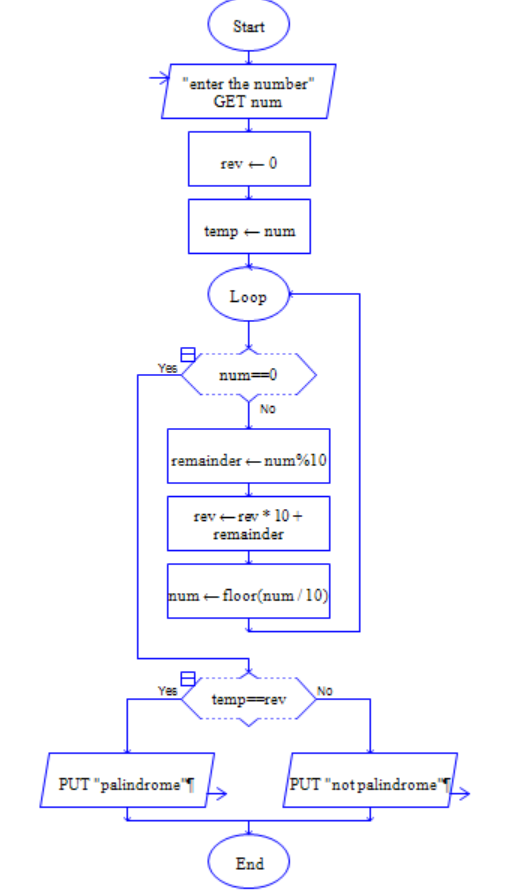 Start
"enter the number"
GET num
rev ← 0
temp ← num
Loop
Yes
num==0
No
remainder ← num%10
rev ← rev * 10 +
remainder
num ← floor(num / 10)
Yes
temp==rev
No
PUT "palindrome"¶
PUT "not palindrome"¶
End